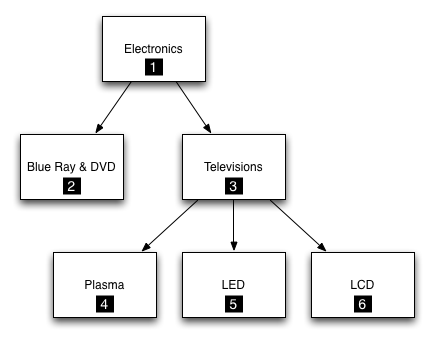 Electronics
1
Blue Ray & DVD
2
Televisions
3
Plasma
4
LED
5
LCD
6